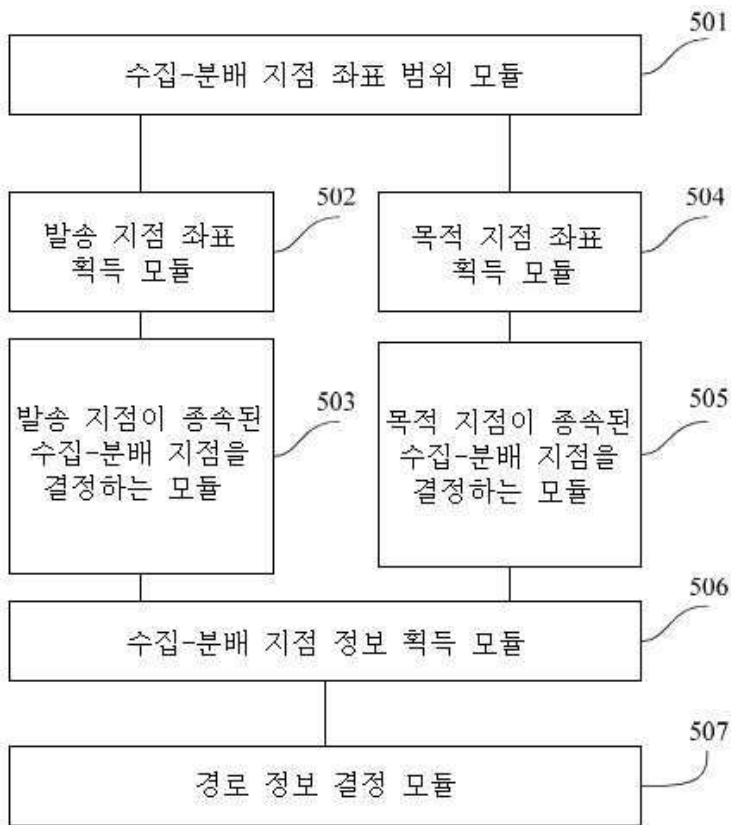 501
수집-분배 지점 좌표 범위 모듈
502
발송 지점 좌표
획득 모듈
504
목적 지점 좌표
획득 모듈
503
발송 지점이 종속된
수집-분배 지점을
결정하는 모듈
505
목적 지점이 종속된
수집-분배 지점을
결정하는 모듈
506
수집-분배 지점 정보 획득 모듈
507
경로 정보 결정 모듈